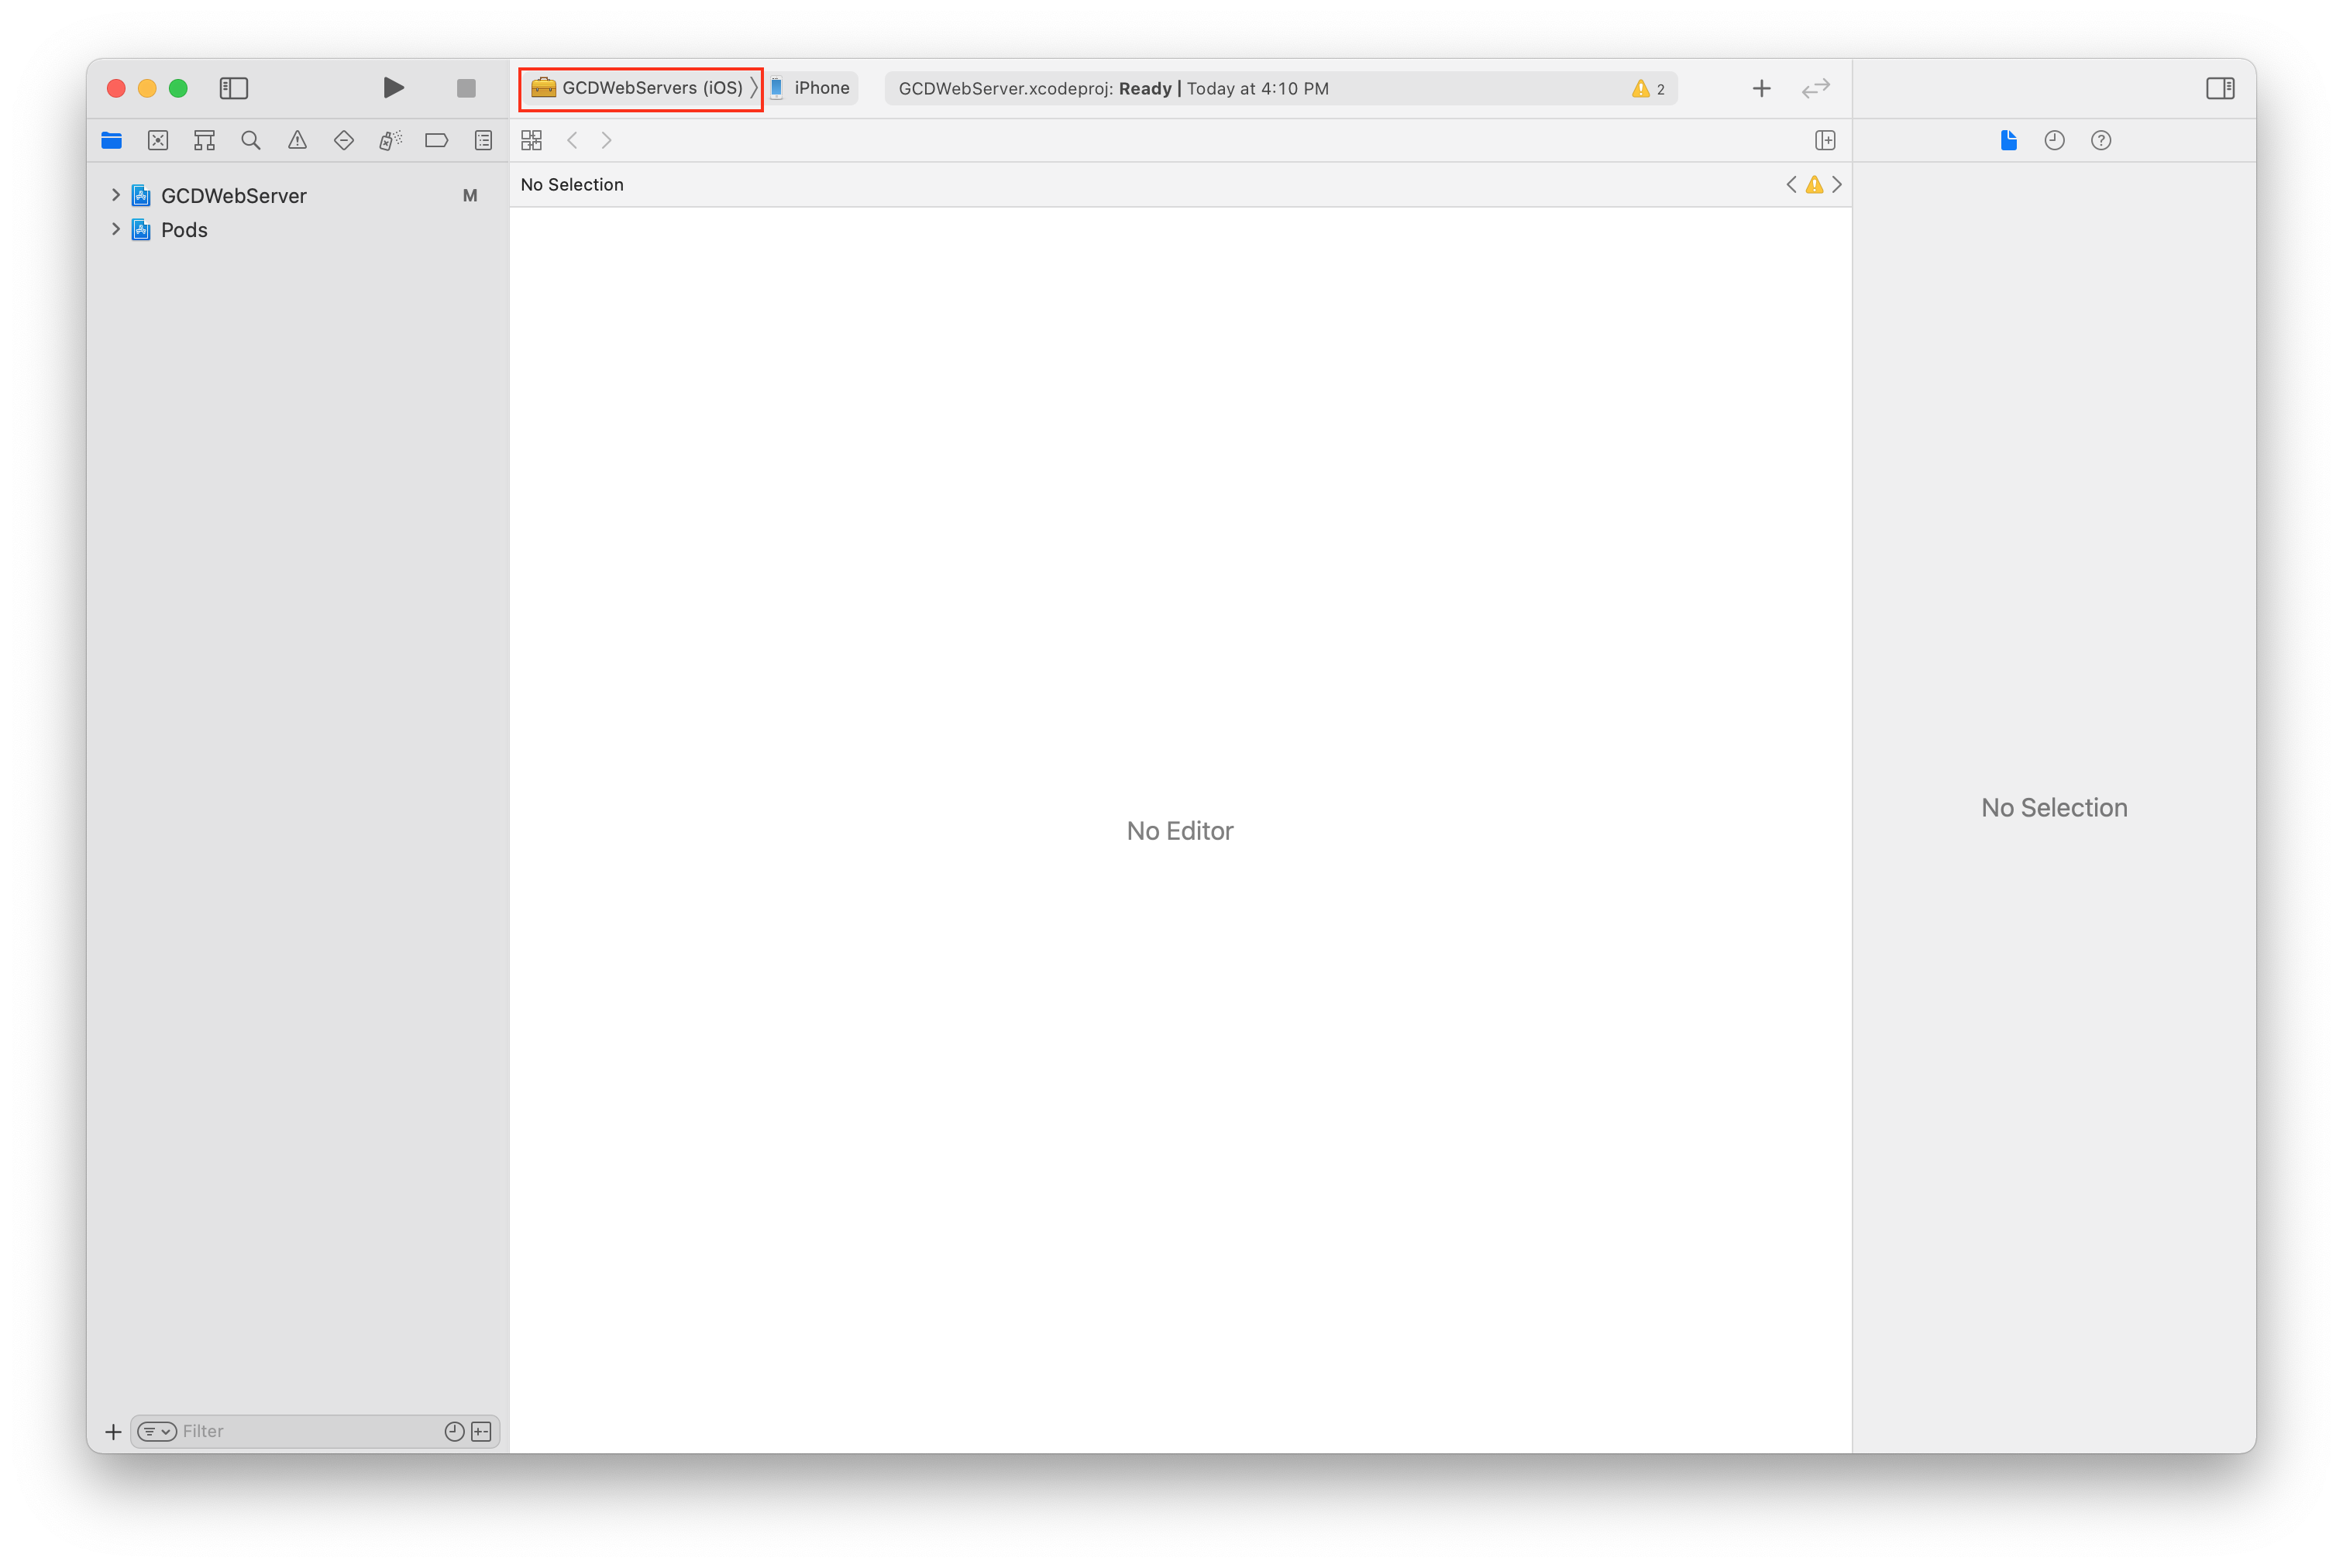 GCDWebServers (iOS)
iPhone
GCDWebServer.xcodeproj: Ready | Today at 4:10 PM
2
No Selection
GCDWebServer M
Pods
No Editor
No Selection
Filter